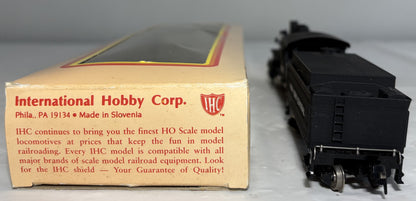 International Hobby Corp.
IHC
Phila., PA 19134 • Made in Slovenia
IHC continues to bring you the finest HO Scale model
locomotives at prices that keep the fun in model
railroading. Every IHC model is compatible with all
major brands of scale model railroad equipment. Look
for the IHC shield — Your Guarantee of Quality!